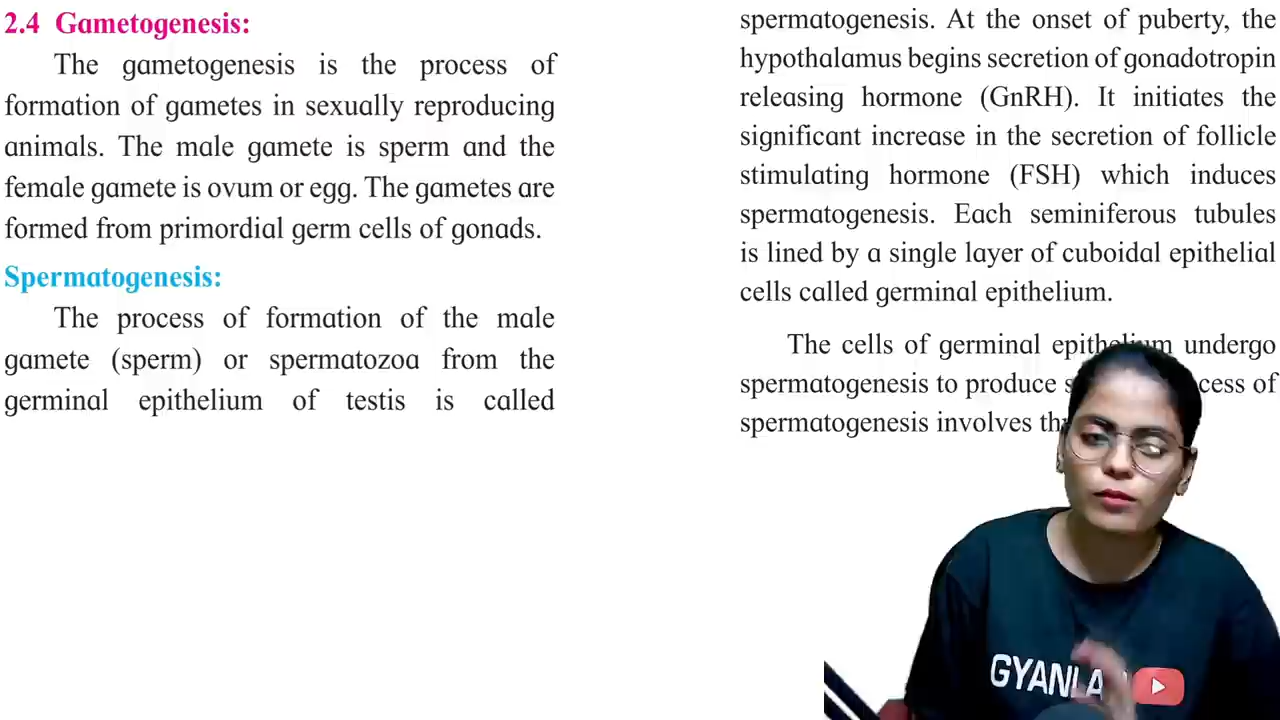 2.4 Gametogenesis:
The gametogenesis is the process of
formation of gametes in sexually reproducing
animals. The male gamete is sperm and the
female gamete is ovum or egg. The gametes are
formed from primordial germ cells of gonads.
Spermatogenesis:
The process of formation of the male
gamete (sperm) or spermatozoa from the
germinal epithelium of testis is called
spermatogenesis. At the onset of puberty, the
hypothalamus begins secretion of gonadotropin
releasing hormone (GnRH). It initiates the
significant increase in the secretion of follicle
stimulating hormone (FSH) which induces
spermatogenesis. Each seminiferous tubules
is lined by a single layer of cuboidal epithelial
cells called germinal epithelium.
The cells of germinal epithelium undergo
spermatogenesis to produce of
spermatogenesis involves